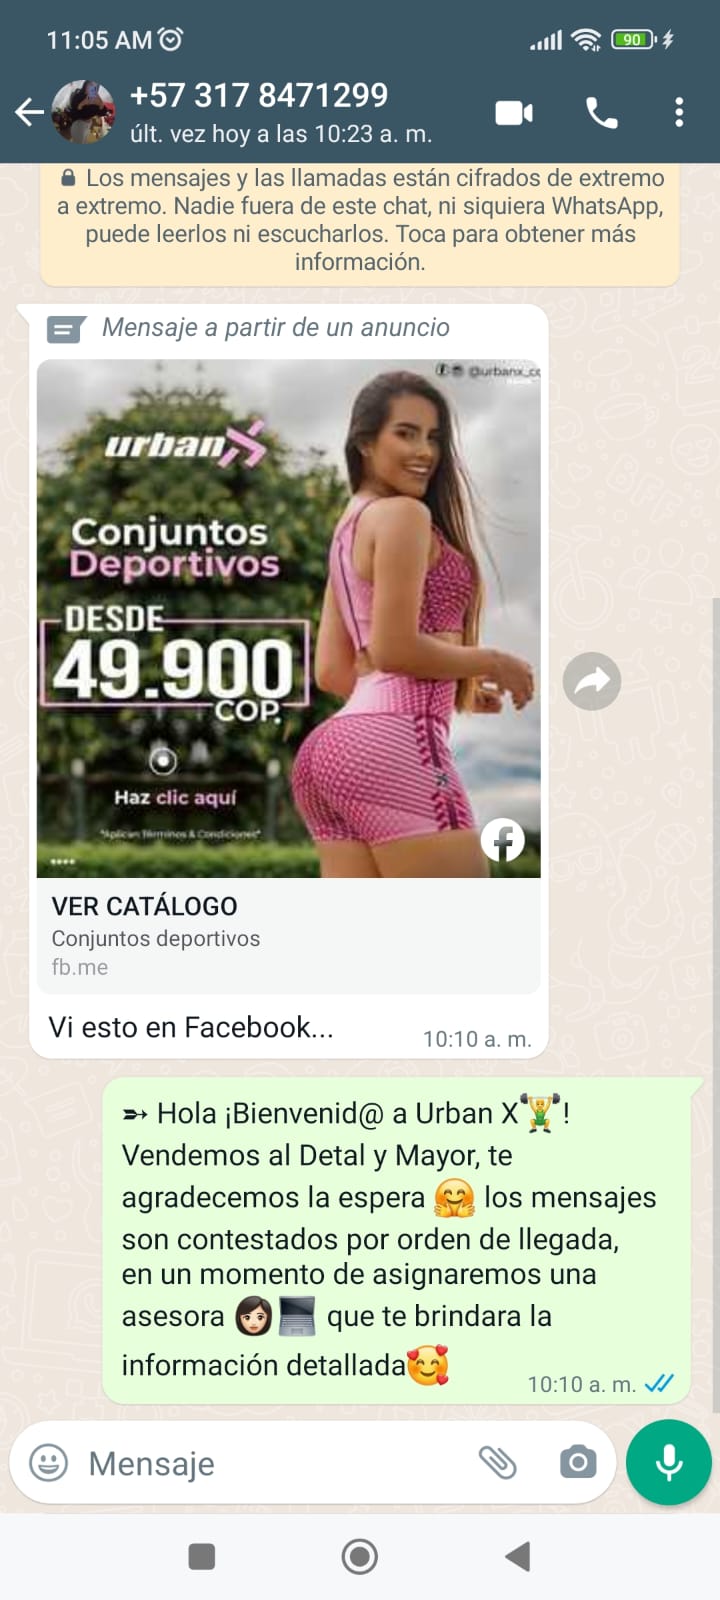 11:05 AM
90
+57 317 8471299
últ. vez hoy a las 10:23 a. m.
Los mensajes y las llamadas están cifrados de extremo
a extremo. Nadie fuera de este chat, ni siquiera WhatsApp,
puede leerlos ni escucharlos. Toca para obtener más
información.
Mensaje a partir de un anuncio
@urbanx_co
urbanX
Conjuntos
Deportivos
DESDE
49.900
COP.
Haz clic aquí
*Aplican Términos & Condiciones*
VER CATÁLOGO
Conjuntos deportivos
fb.me
Vi esto en Facebook...
10:10 a. m.
➵ Hola ¡Bienvenid@ a Urban X🏋️!
Vendemos al Detal y Mayor, te
agradecemos la espera 🤗 los mensajes
son contestados por orden de llegada,
en un momento de asignaremos una
asesora 👩🏻‍💻 que te brindara la
información detallada🥰
10:10 a. m.
Mensaje